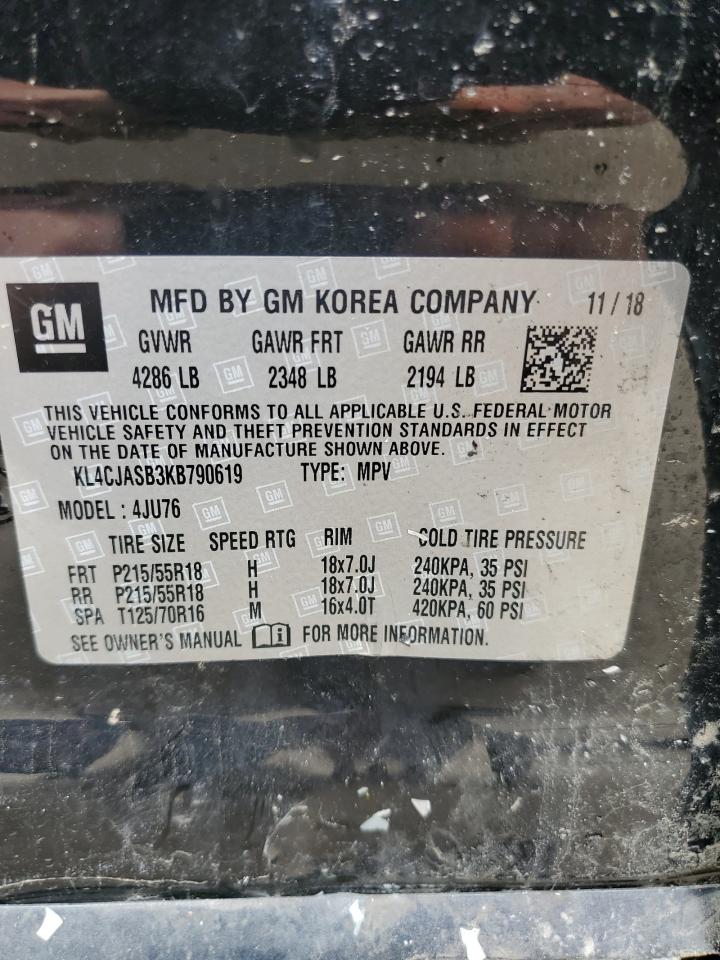 GM MFD BY GM KOREA COMPANY 11/18
GVWR GAWR FRT GAWR RR
4286 LB 2348 LB 2194 LB
THIS VEHICLE CONFORMS TO ALL APPLICABLE U.S. FEDERAL MOTOR
VEHICLE SAFETY AND THEFT PREVENTION STANDARDS IN EFFECT
ON THE DATE OF MANUFACTURE SHOWN ABOVE.
KL4CJASB3KB790619 TYPE: MPV
MODEL : 4JU76
TIRE SIZE SPEED RTG RIM COLD TIRE PRESSURE
FRT P215/55R18 H 18x7.0J 240KPA, 35 PSI
RR P215/55R18 H 18x7.0J 240KPA, 35 PSI
SPA T125/70R16 M 16x4.0T 420KPA, 60 PSI
SEE OWNER'S MANUAL FOR MORE INFORMATION.